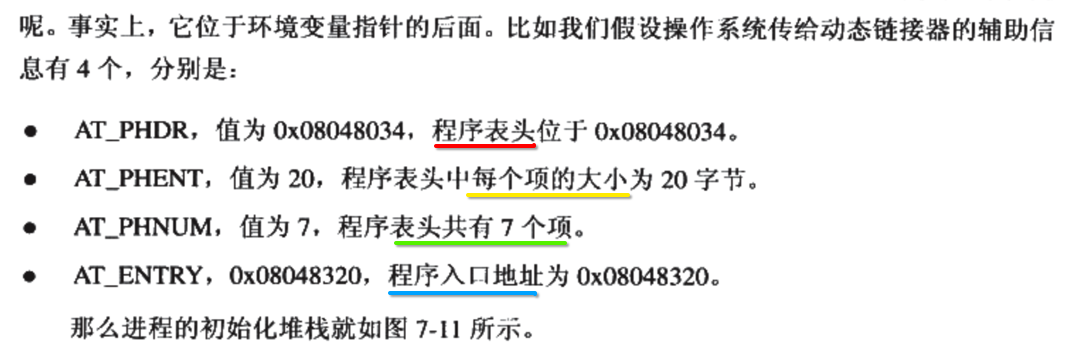 呢。事实上，它位于环境变量指针的后面。比如我们假设操作系统传给动态链接器的辅助信
息有 4 个，分别是：
● AT_PHDR，值为 0x08048034，程序表头位于 0x08048034。
● AT_PHENT，值为 20，程序表头中每个项的大小为 20 字节。
● AT_PHNUM，值为 7，程序表头共有 7 个项。
● AT_ENTRY，0x08048320，程序入口地址为 0x08048320。
那么进程的初始化堆栈就如图 7-11 所示。